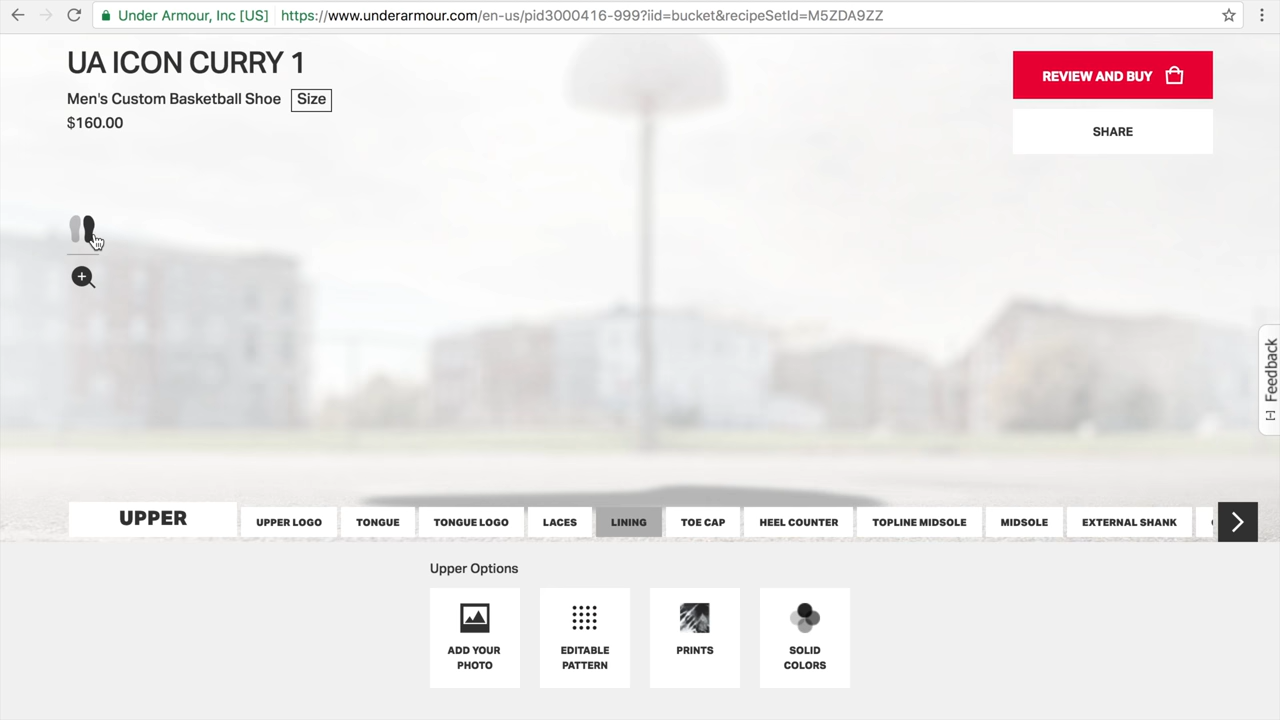 Under Armour, Inc [US] https://www.underarmour.com/en-us/pid3000416-999?iid=bucket&recipeSetId=M5ZDA9ZZ
UA ICON CURRY 1
Men's Custom Basketball Shoe Size
$160.00
REVIEW AND BUY
SHARE
[-] Feedback
UPPER UPPER LOGO TONGUE TONGUE LOGO LACES LINING TOE CAP HEEL COUNTER TOPLINE MIDSOLE MIDSOLE EXTERNAL SHANK
Upper Options
ADD YOUR
PHOTO
EDITABLE
PATTERN
PRINTS
SOLID
COLORS